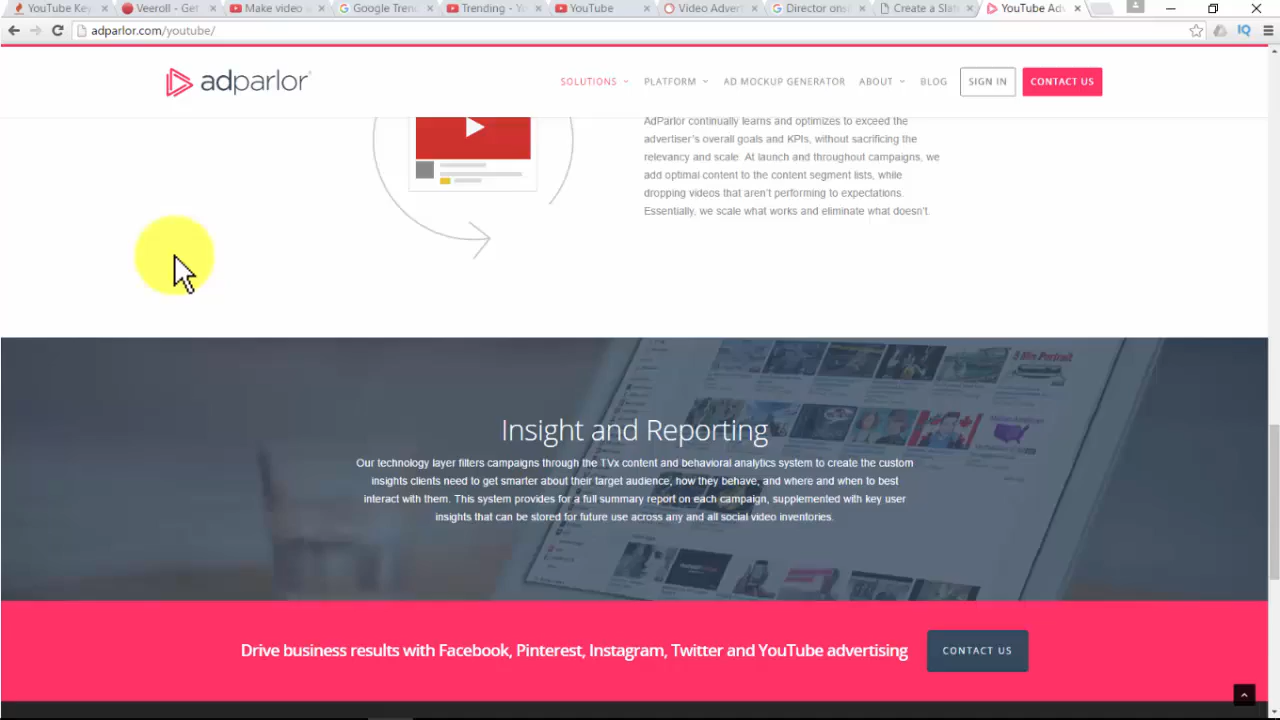 YouTube Key
Veeroll - Get
Make video
Google Trend
Trending - Yo
YouTube
Video Advert
Director ons
Create a Slat
YouTube Adv
adparlor.com/youtube/
adparlor
SOLUTIONS
PLATFORM
AD MOCKUP GENERATOR
ABOUT
BLOG
SIGN IN
CONTACT US
AdParlor continually learns and optimizes to exceed the
advertiser's overall goals and KPIs, without sacrificing the
relevancy and scale. At launch and throughout campaigns, we
add optimal content to the content segment lists, while
dropping videos that aren't performing to expectations.
Essentially, we scale what works and eliminate what doesn't.
Insight and Reporting
Our technology layer filters campaigns through the TVx content and behavioral analytics system to create the custom
insights clients need to get smarter about their target audience, how they behave, and where and when to best
interact with them. This system provides for a full summary report on each campaign, supplemented with key user
insights that can be stored for future use across any and all social video inventories.
Drive business results with Facebook, Pinterest, Instagram, Twitter and YouTube advertising
CONTACT US